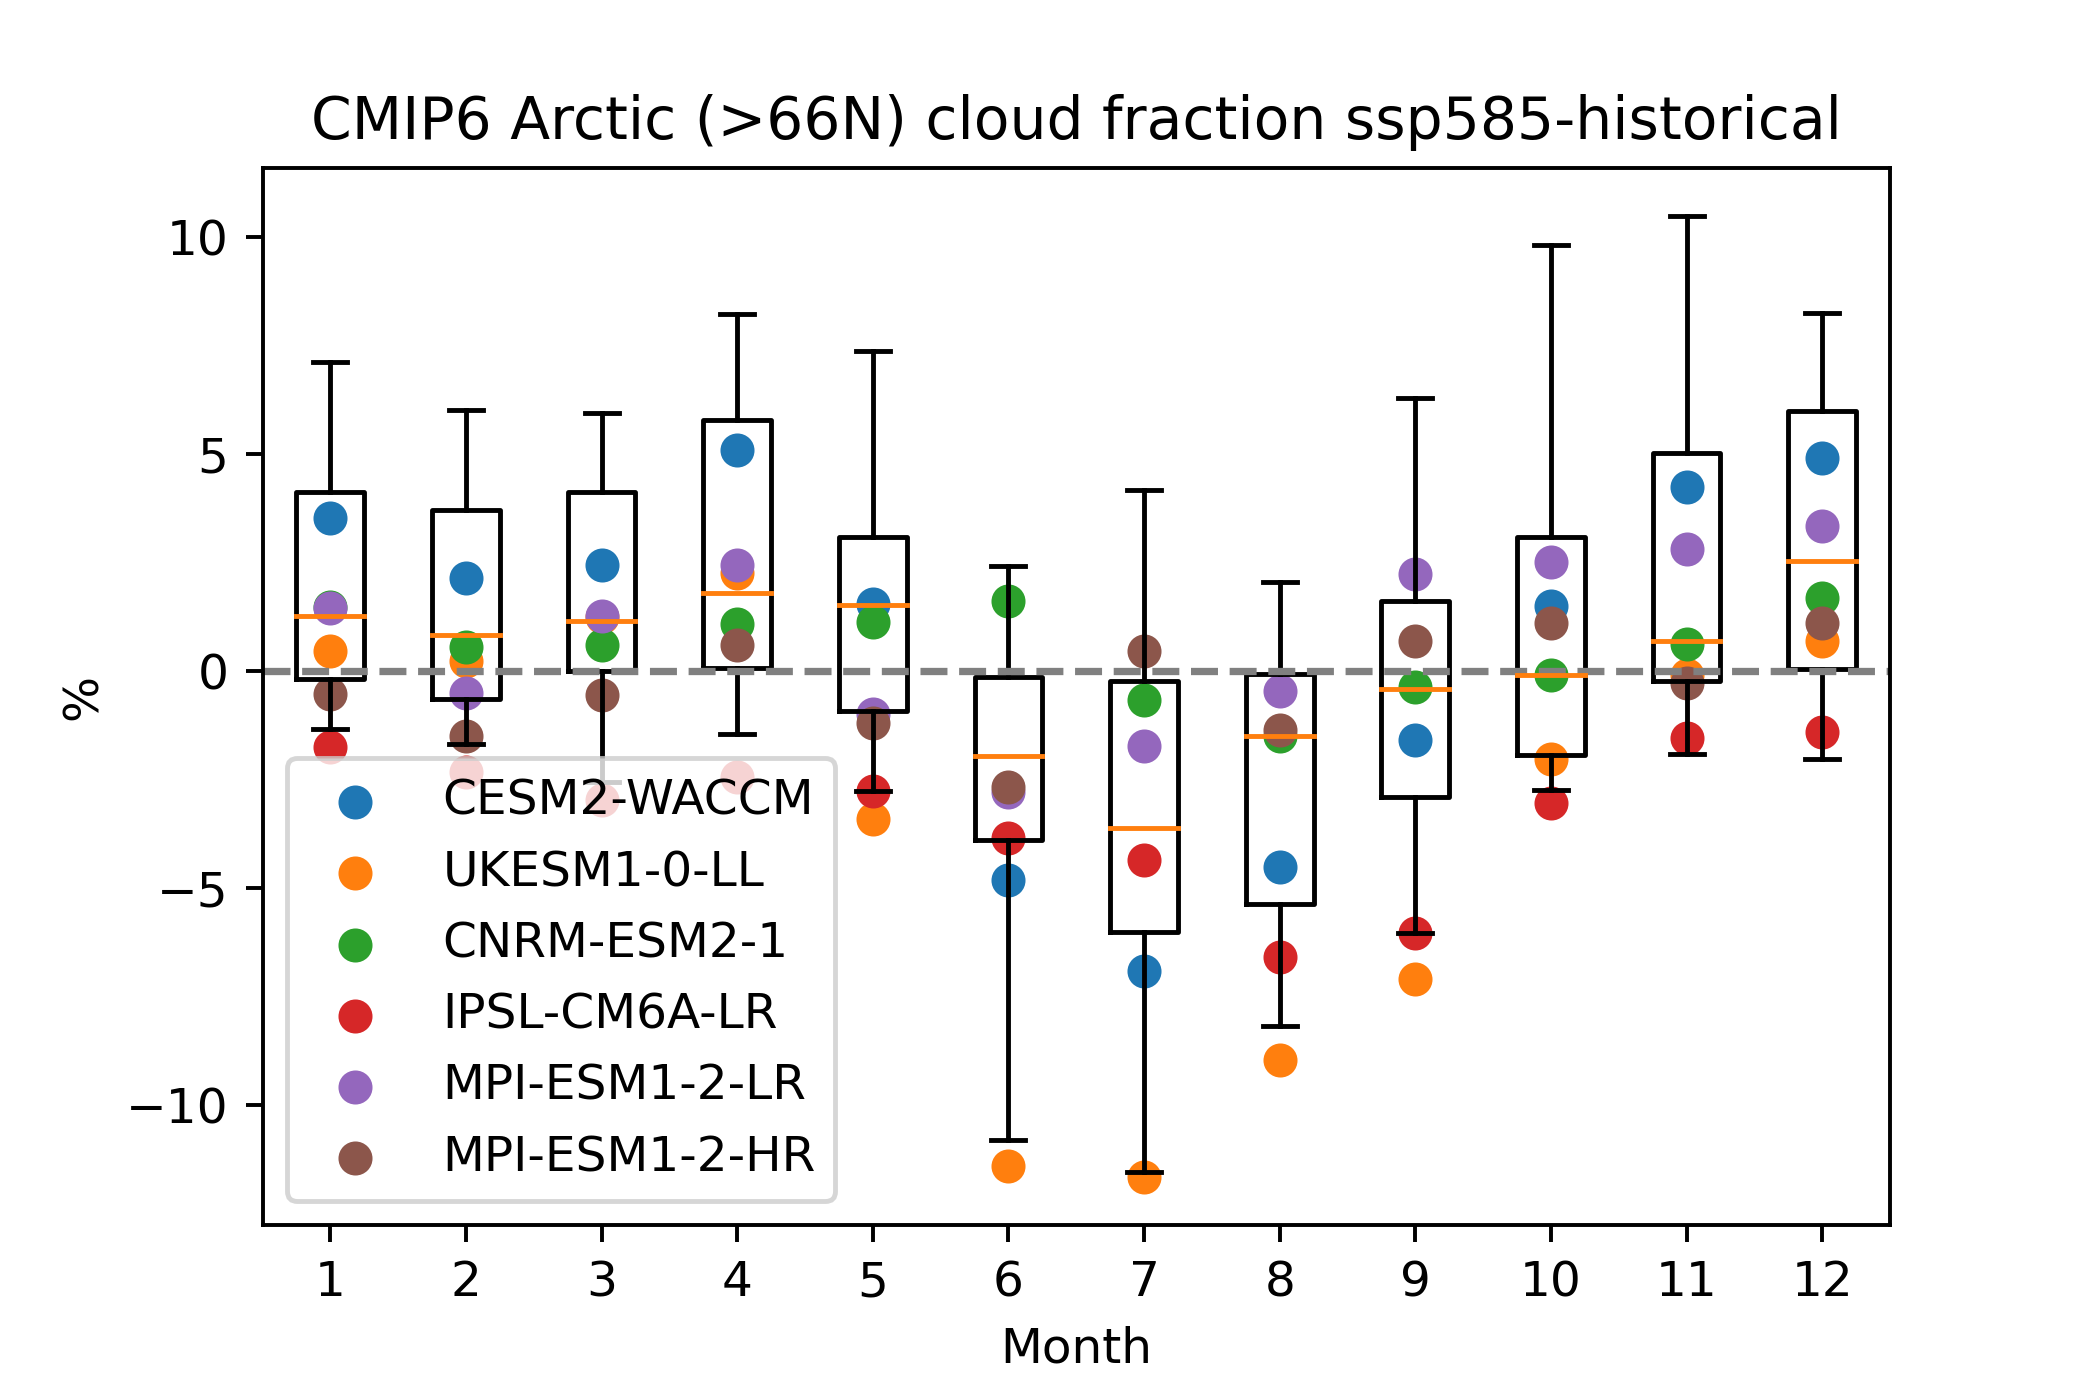 CMIP6 Arctic (>66N) cloud fraction ssp585-historical
10
5
0
−5
−10
%
CESM2-WACCM
UKESM1-0-LL
CNRM-ESM2-1
IPSL-CM6A-LR
MPI-ESM1-2-LR
MPI-ESM1-2-HR
1 2 3 4 5 6 7 8 9 10 11 12
Month